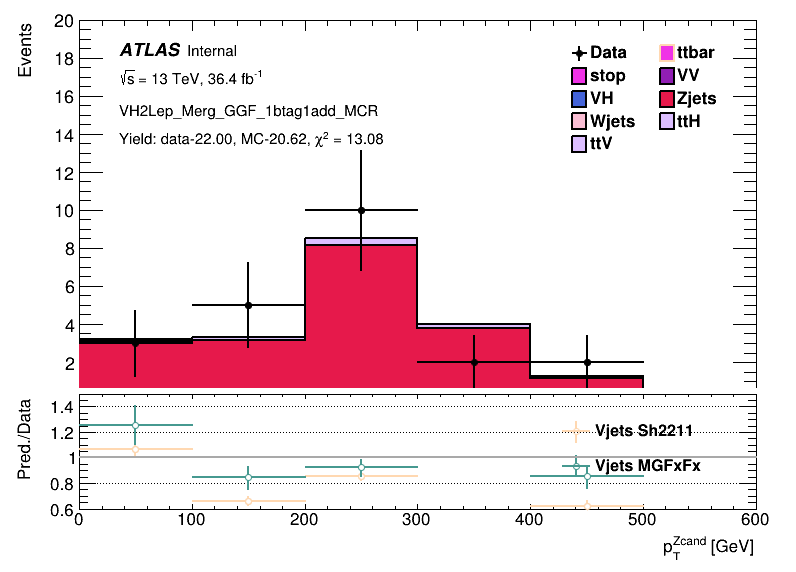 Events
20
18
16
14
12
10
8
6
4
2
ATLAS Internal
√s = 13 TeV, 36.4 fb⁻¹
VH2Lep_Merg_GGF_1btag1add_MCR
Yield: data-22.00, MC-20.62, χ² = 13.08
Data ttbar
stop VV
VH Zjets
Wjets ttH
ttV
Pred./Data
1.4
1.2
1
0.8
0.6
Vjets Sh2211
Vjets MGFxFx
0 100 200 300 400 500 600
p_T^Zcand [GeV]